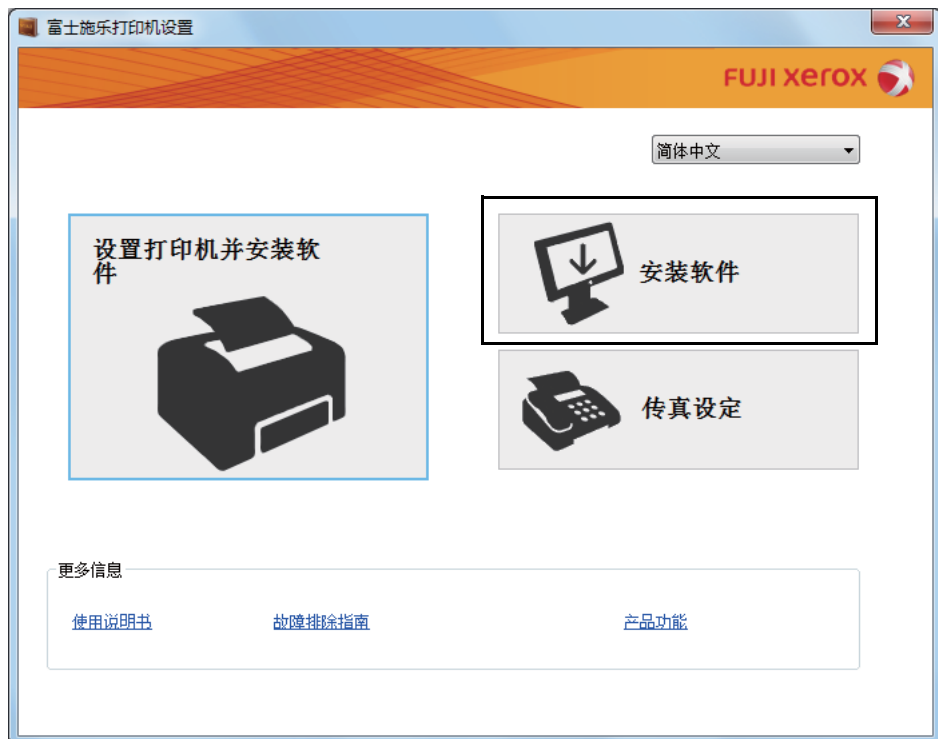 富士施乐打印机设置
FUJI xerox
简体中文
设置打印机并安装软
件
安装软件
传真设定
更多信息
使用说明书
故障排除指南
产品功能